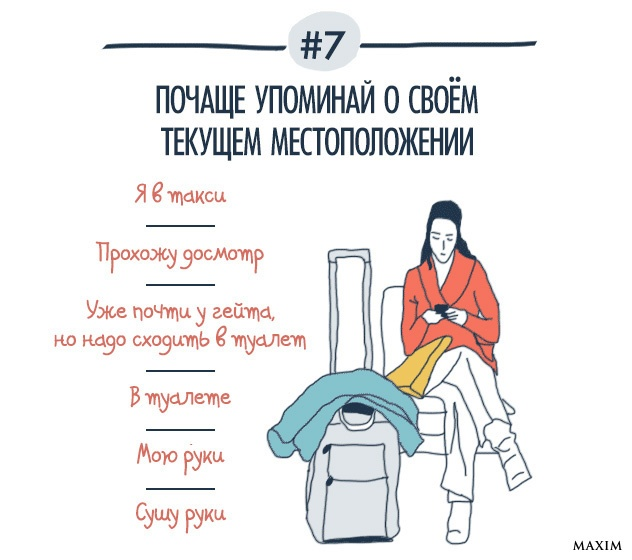 #7
ПОЧАЩЕ УПОМИНАЙ О СВОЁМ
ТЕКУЩЕМ МЕСТОПОЛОЖЕНИИ
Я в такси
Прохожу досмотр
Уже почти у гейта,
но надо сходить в туалет
В туалете
Мою руки
Сушу руки
MAXIM